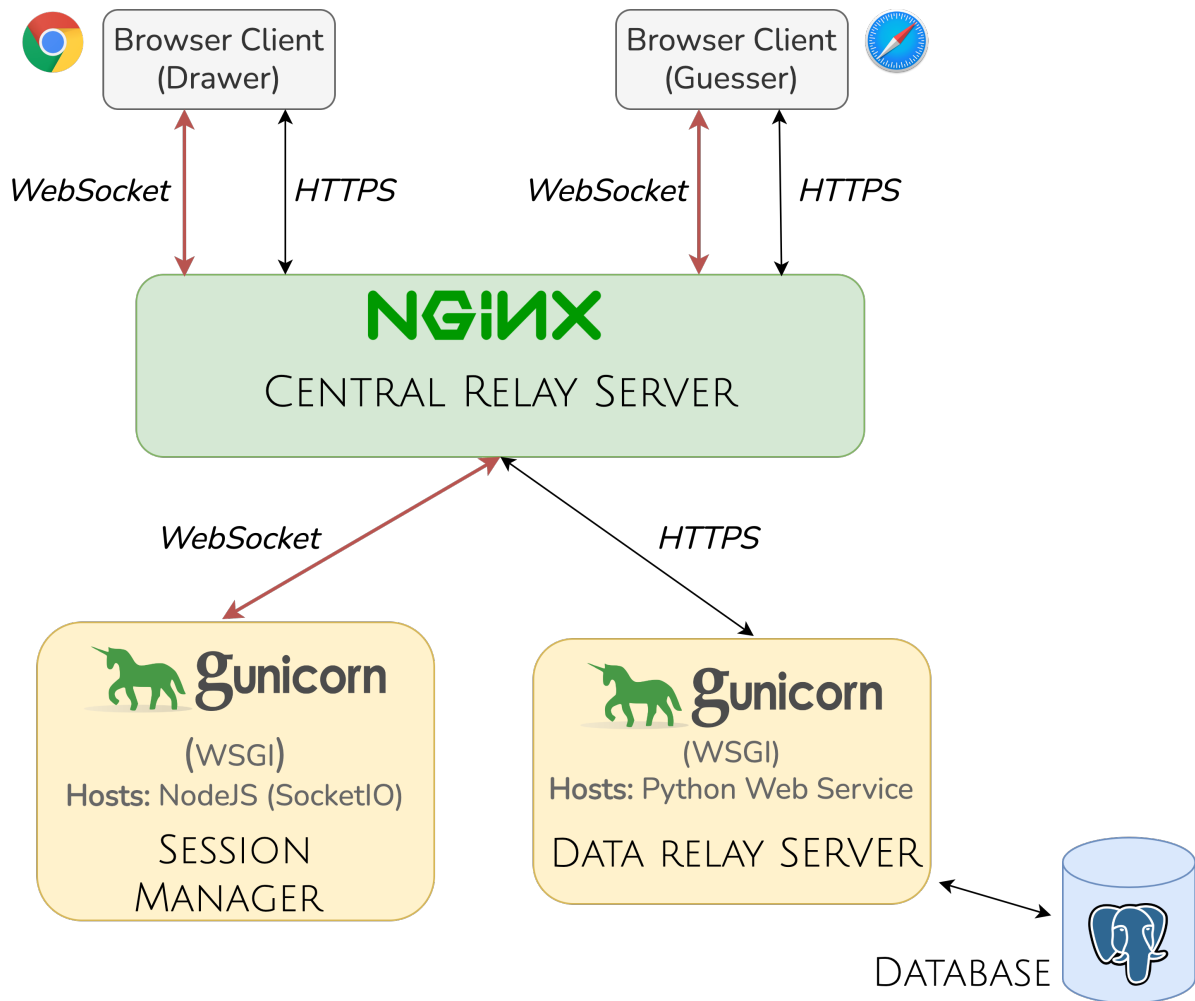 Browser Client
(Drawer)
Browser Client
(Guesser)
WebSocket
HTTPS
WebSocket
HTTPS
NGiNX
CENTRAL RELAY SERVER
WebSocket
HTTPS
gunicorn
(WSGI)
Hosts: NodeJS (SocketIO)
SESSION
MANAGER
gunicorn
(WSGI)
Hosts: Python Web Service
DATA RELAY SERVER
DATABASE